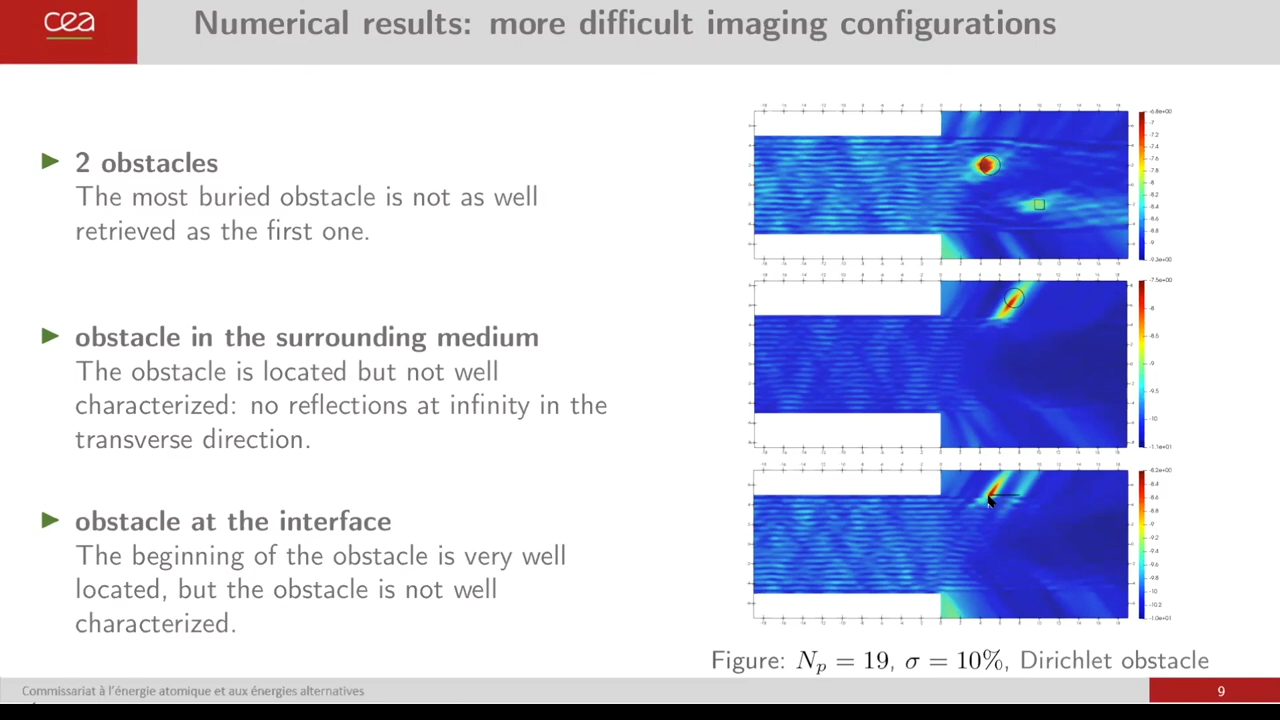 cea
Numerical results: more difficult imaging configurations
▶ 2 obstacles
The most buried obstacle is not as well
retrieved as the first one.
▶ obstacle in the surrounding medium
The obstacle is located but not well
characterized: no reflections at infinity in the
transverse direction.
▶ obstacle at the interface
The beginning of the obstacle is very well
located, but the obstacle is not well
characterized.
Figure: N_p = 19, σ = 10%, Dirichlet obstacle
Commissariat à l'énergie atomique et aux énergies alternatives
9